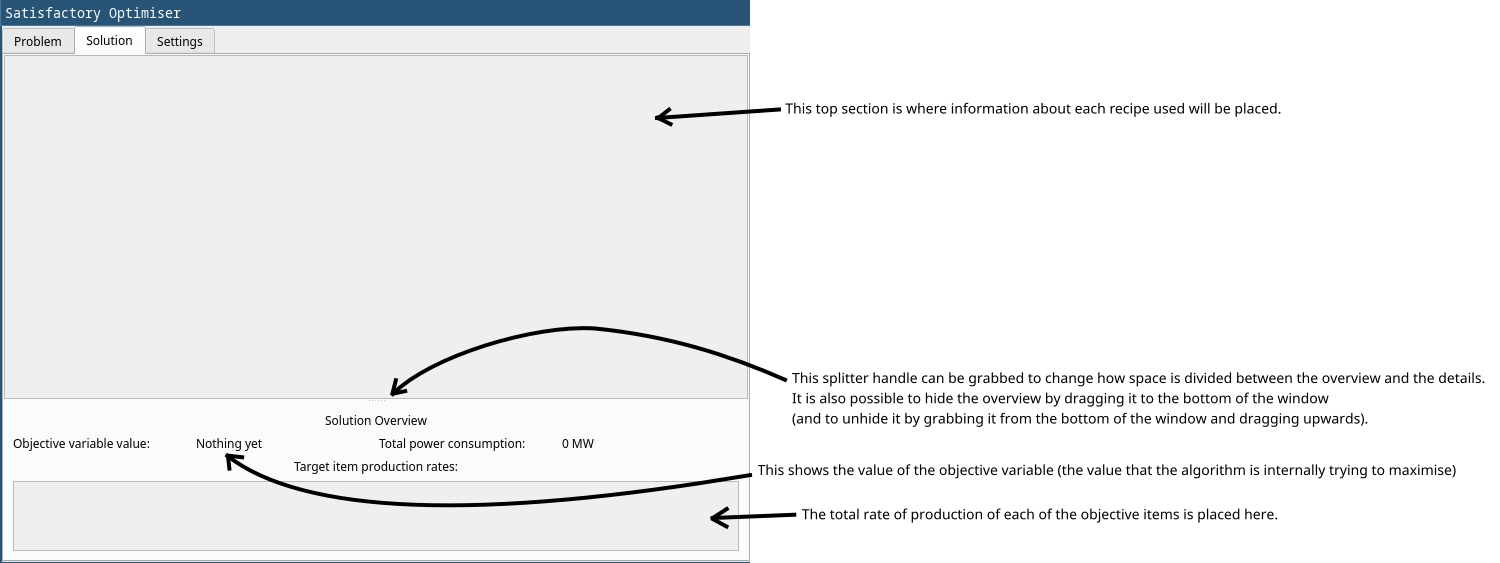 Satisfactory Optimiser
Problem
Solution
Settings
This top section is where information about each recipe used will be placed.
This splitter handle can be grabbed to change how space is divided between the overview and the details.
It is also possible to hide the overview by dragging it to the bottom of the window
(and to unhide it by grabbing it from the bottom of the window and dragging upwards).
Solution Overview
Objective variable value: Nothing yet Total power consumption: 0 MW
Target item production rates:
This shows the value of the objective variable (the value that the algorithm is internally trying to maximise)
The total rate of production of each of the objective items is placed here.